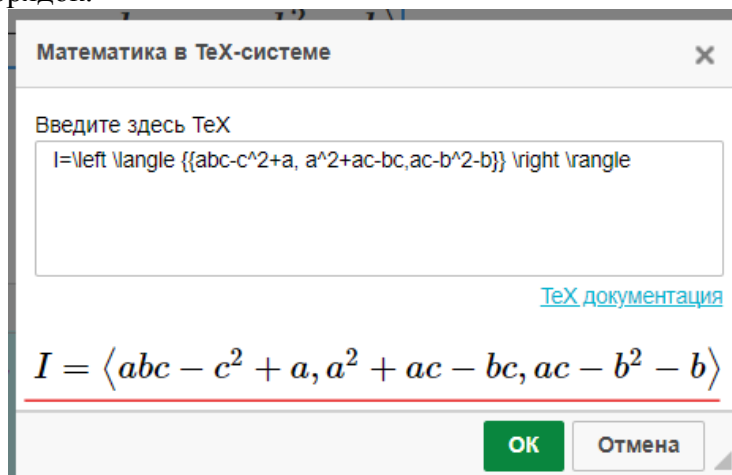 Математика в TeX-системе
Введите здесь TeX
I=\left \langle {{abc-c^2+a, a^2+ac-bc,ac-b^2-b}} \right \rangle
TeX документация
I = ⟨abc − c² + a, a² + ac − bc, ac − b² − b⟩
ОК
Отмена